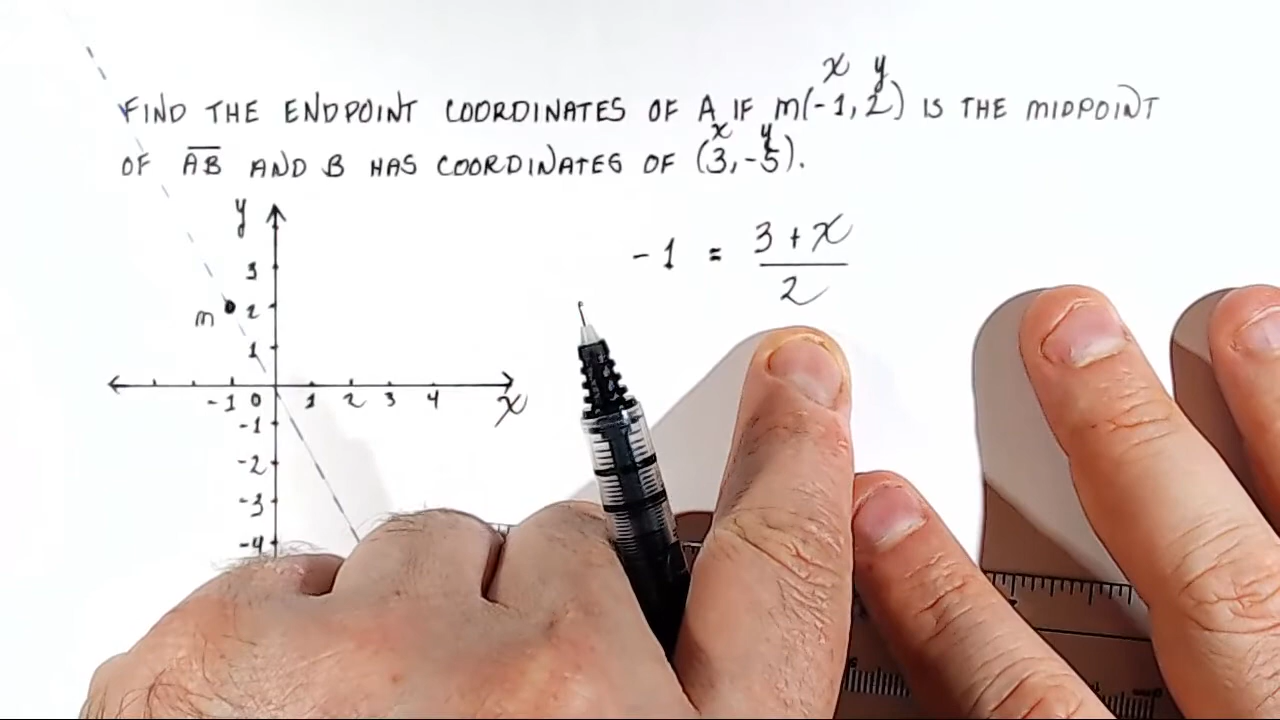 x y
FIND THE ENDPOINT COORDINATES OF A IF M(-1, 2) IS THE MIDPOINT
x y
OF A͞B͞ AND B HAS COORDINATES OF (3, -5).
y
-1 = (3 + x)/2
3
M 2
1
-1 0 1 2 3 4 x
-1
-2
-3
-4